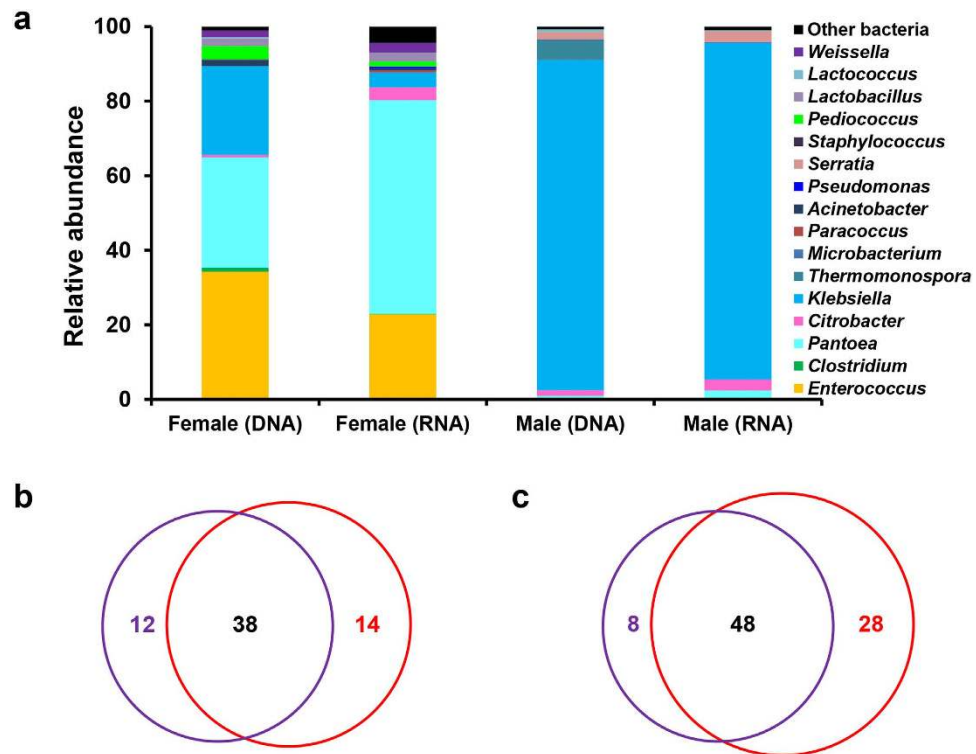 a
Relative abundance
100
80
60
40
20
0
Female (DNA)
Female (RNA)
Male (DNA)
Male (RNA)
Other bacteria
Weissella
Lactococcus
Lactobacillus
Pediococcus
Staphylococcus
Serratia
Pseudomonas
Acinetobacter
Paracoccus
Microbacterium
Thermomonospora
Klebsiella
Citrobacter
Pantoea
Clostridium
Enterococcus
b
12
38
14
c
8
48
28